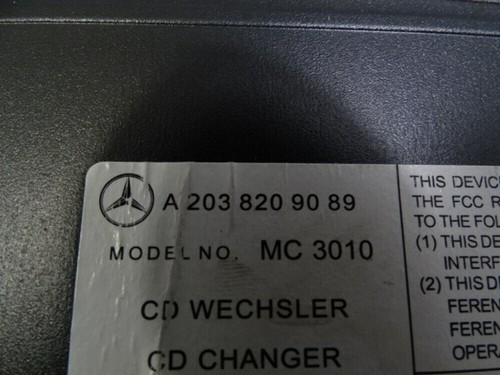 A 203 820 90 89
MODEL NO. MC 3010
CD WECHSLER
CD CHANGER
THIS DEVIC
THE FCC R
TO THE FOL
(1) THIS DE
INTERF
(2) THIS DE
FEREN
FEREN
OPERA